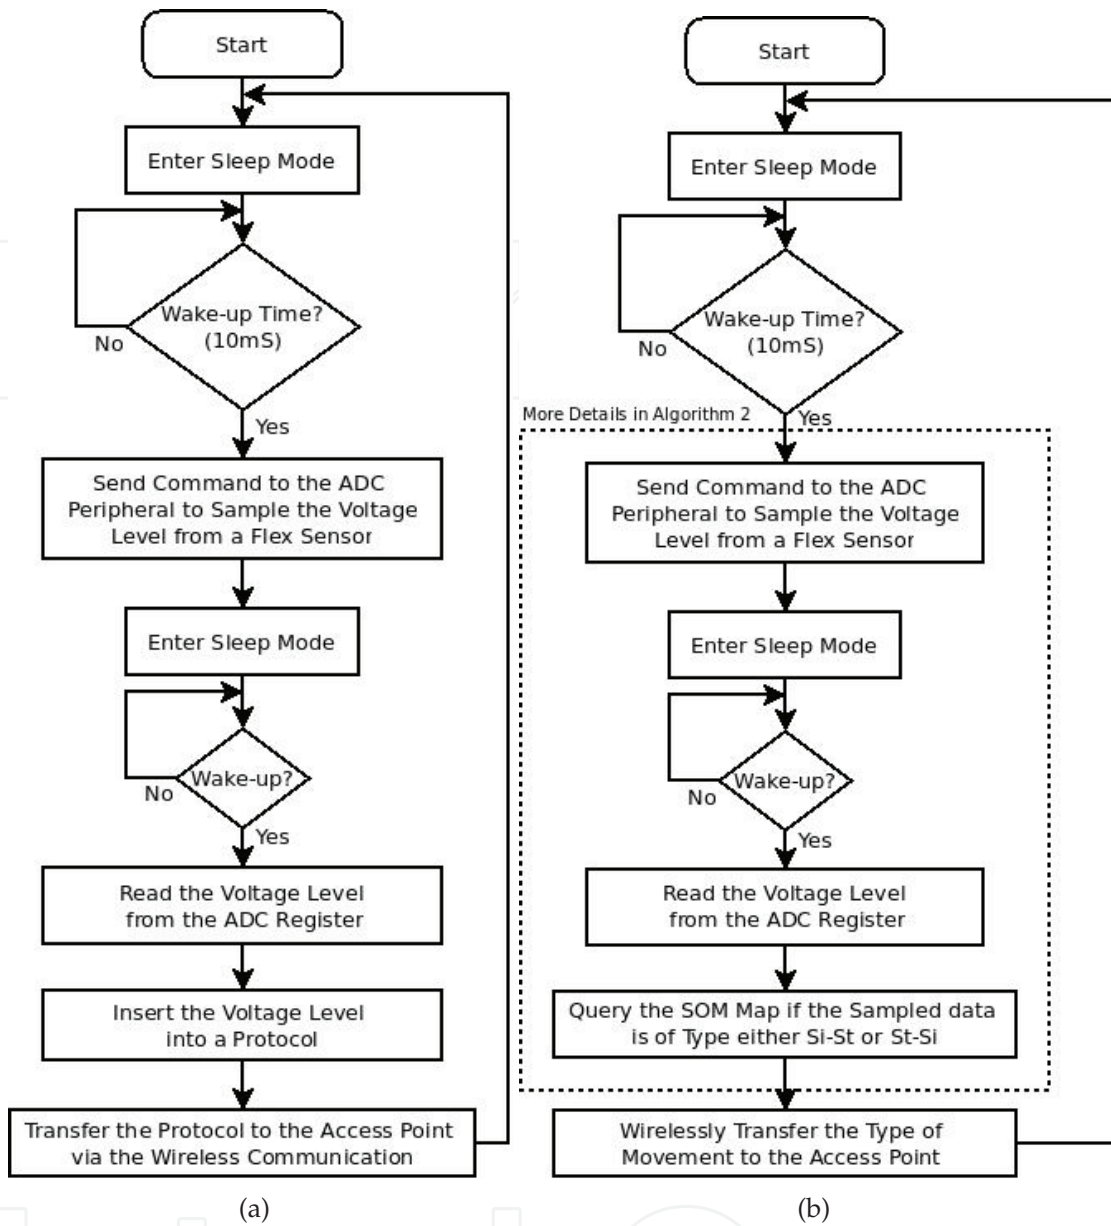 Start
Enter Sleep Mode
Wake-up Time?
(10mS)
No
Yes
Send Command to the ADC
Peripheral to Sample the Voltage
Level from a Flex Sensor
Enter Sleep Mode
Wake-up?
No
Yes
Read the Voltage Level
from the ADC Register
Insert the Voltage Level
into a Protocol
Transfer the Protocol to the Access Point
via the Wireless Communication
(a)
Start
Enter Sleep Mode
Wake-up Time?
(10mS)
No
More Details in Algorithm 2
Yes
Send Command to the ADC
Peripheral to Sample the Voltage
Level from a Flex Sensor
Enter Sleep Mode
Wake-up?
No
Yes
Read the Voltage Level
from the ADC Register
Query the SOM Map if the Sampled data
is of Type either Si-St or St-Si
Wirelessly Transfer the Type of
Movement to the Access Point
(b)